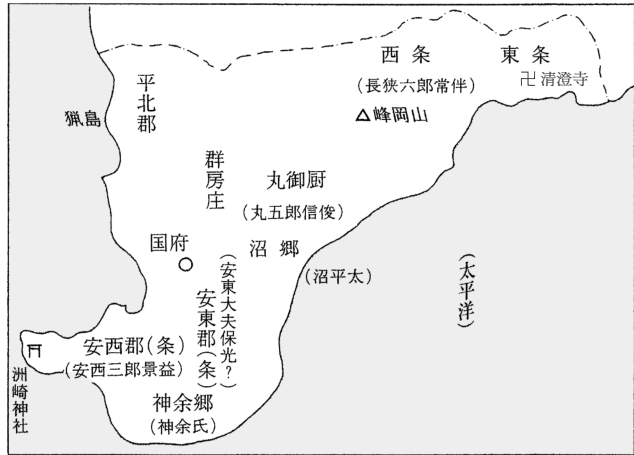 西条
東条
(長狭六郎常伴)
卍清澄寺
△峰岡山
平北郡
猟島
群房庄
丸御厨
(丸五郎信俊)
国府
沼郷
(沼平太)
(太平洋)
(安東大夫保光?)
安東郡(条)
安西郡(条)
(安西三郎景益)
洲崎神社
神余郷
(神余氏)